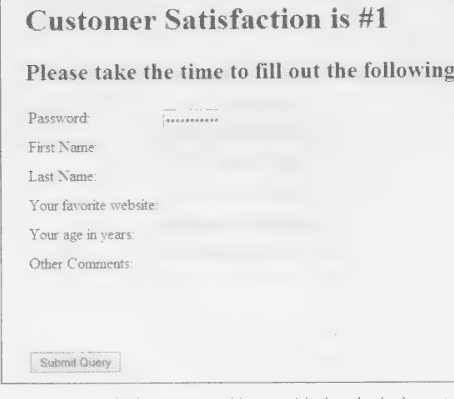 Customer Satisfaction is #1
Please take the time to fill out the following
Password:
First Name
Last Name:
Your favorite website:
Your age in years:
Other Comments:
Submit Query